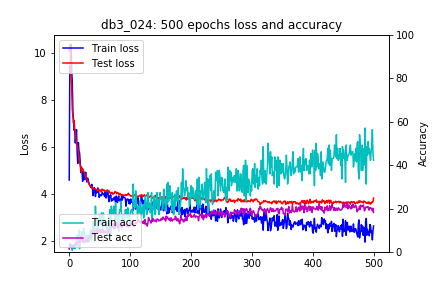 db3_024: 500 epochs loss and accuracy
Train loss
Test loss
Train acc
Test acc
Loss
10
8
6
4
2
Accuracy
100
80
60
40
20
0
0
100
200
300
400
500